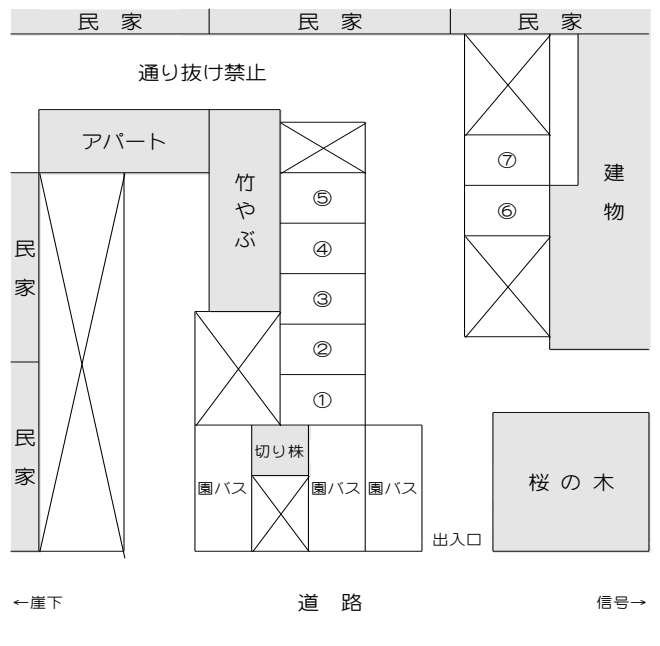 民　家
民　家
民　家
通り抜け禁止
アパート
竹やぶ
建物
⑦
⑤
⑥
④
③
②
①
民家
民家
切り株
園バス
園バス
園バス
桜の木
出入口
←崖下
道　路
信号→